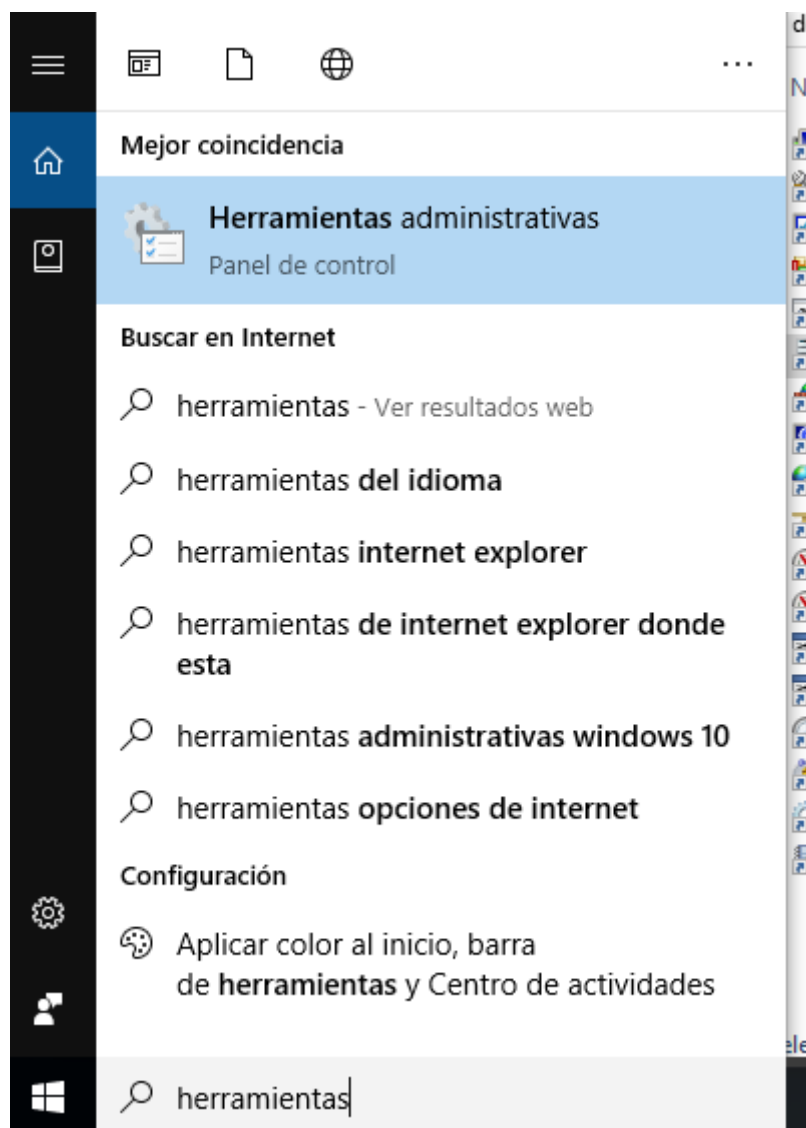 ...
Mejor coincidencia
Herramientas administrativas
Panel de control
Buscar en Internet
herramientas - Ver resultados web
herramientas del idioma
herramientas internet explorer
herramientas de internet explorer donde
esta
herramientas administrativas windows 10
herramientas opciones de internet
Configuración
Aplicar color al inicio, barra
de herramientas y Centro de actividades
herramientas